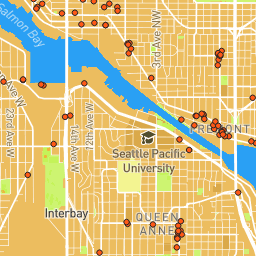 Salmon Bay
3rd Ave NW
23rd Ave W
14th Ave W
12th Ave W
FREMONT
Seattle Pacific
University
Interbay
QUEEN
ANNE